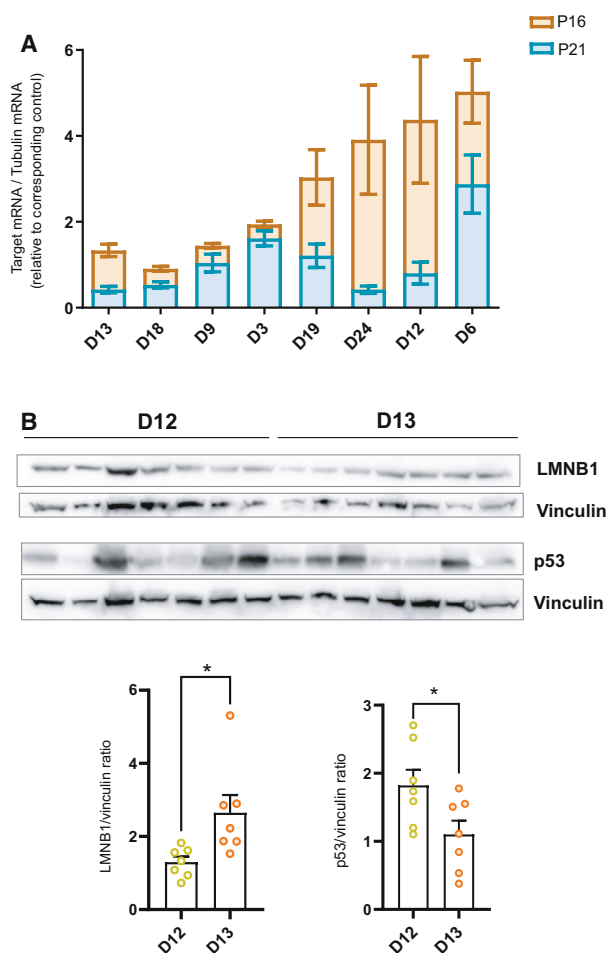 P16
P21
A
Target mRNA / Tubulin mRNA
(relative to corresponding control)
6
4
2
0
D13
D18
D9
D3
D19
D24
D12
D6
B
D12
D13
LMNB1
Vinculin
p53
Vinculin
LMNB1/vinculin ratio
6
4
2
0
*
D12
D13
p53/vinculin ratio
3
2
1
0
*
D12
D13